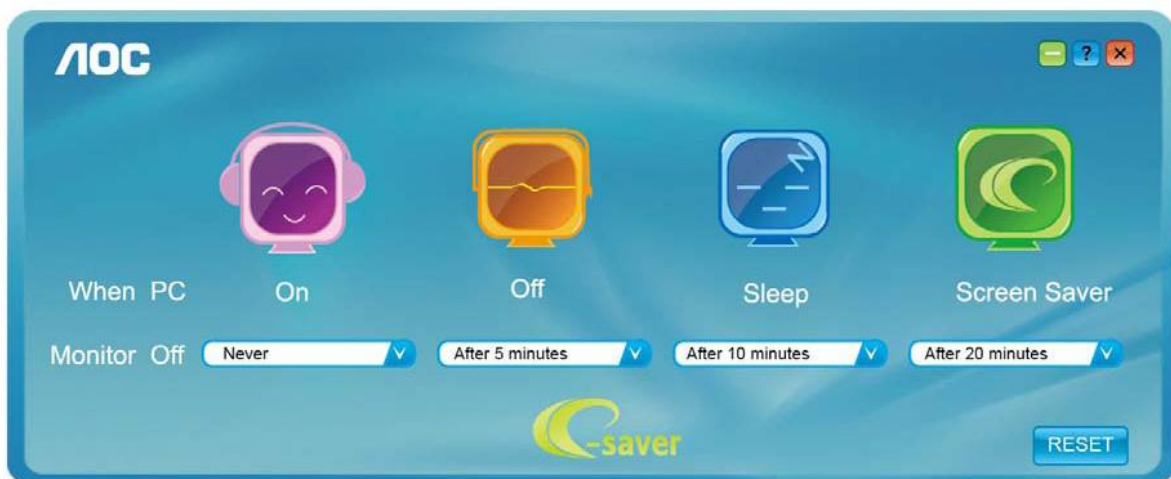 AOC
?
When PC On Off Sleep Screen Saver
Monitor Off Never After 5 minutes After 10 minutes After 20 minutes
e-saver
RESET